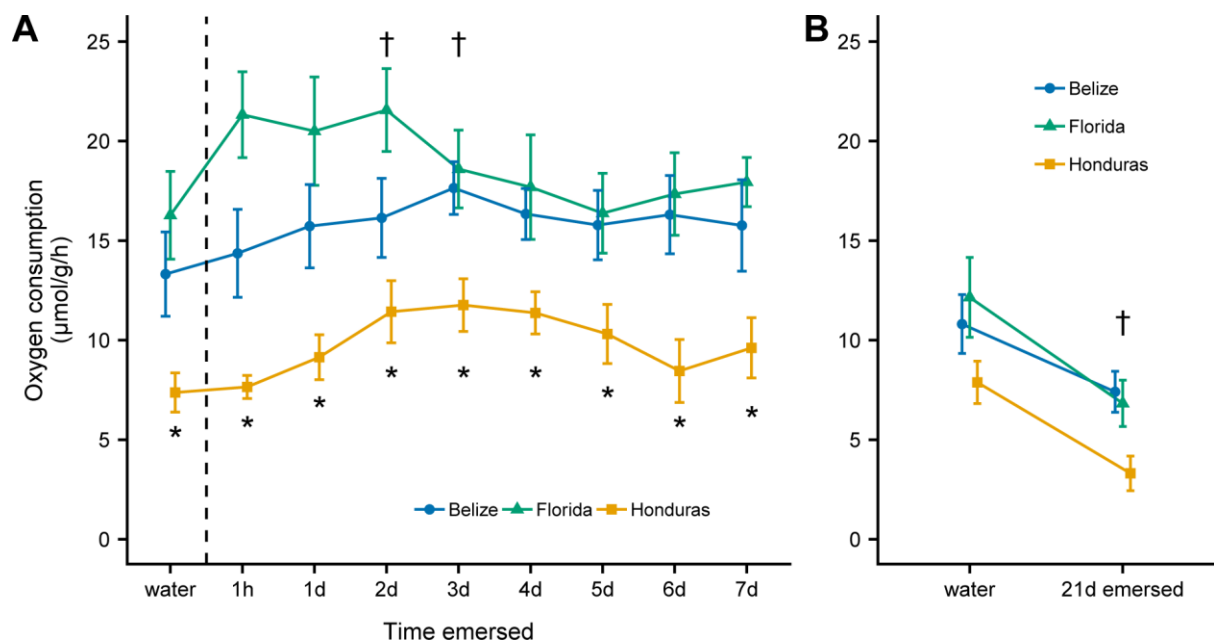 A
25
20
15
10
5
0
Oxygen consumption
(µmol/g/h)
† †
* * * * * * * * *
Belize Florida Honduras
water 1h 1d 2d 3d 4d 5d 6d 7d
Time emersed
B
25
20
15
10
5
0
Belize
Florida
Honduras
†
water 21d emersed